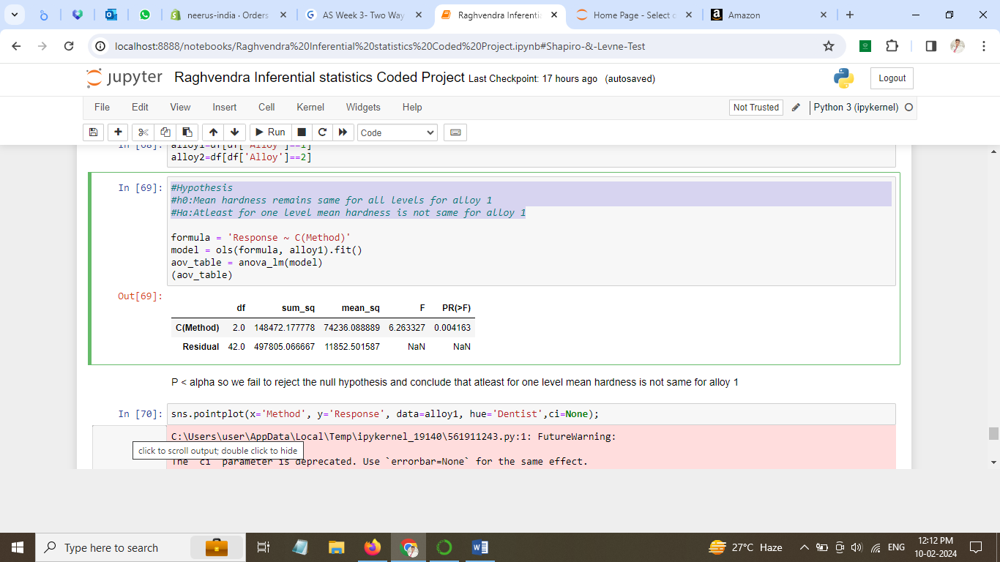 neerus-india · Orders
AS Week 3- Two Way
Raghvendra Inferenti
Home Page - Select
Amazon
localhost:8888/notebooks/Raghvendra%20Inferential%20statistics%20Coded%20Project.ipynb#Shapiro-&-Levne-Test
jupyter Raghvendra Inferential statistics Coded Project Last Checkpoint: 17 hours ago (autosaved)
Logout
File Edit View Insert Cell Kernel Widgets Help
Not Trusted
Python 3 (ipykernel)
Run
Code
In [68]: alloy1=df[df['Alloy']==1]
alloy2=df[df['Alloy']==2]
In [69]: #Hypothesis
#h0:Mean hardness remains same for all levels for alloy 1
#Ha:Atleast for one level mean hardness is not same for alloy 1
formula = 'Response ~ C(Method)'
model = ols(formula, alloy1).fit()
aov_table = anova_lm(model)
(aov_table)
Out[69]:
df sum_sq mean_sq F PR(>F)
C(Method) 2.0 148472.177778 74236.088889 6.263327 0.004163
Residual 42.0 497805.066667 11852.501587 NaN NaN
P < alpha so we fail to reject the null hypothesis and conclude that atleast for one level mean hardness is not same for alloy 1
In [70]: sns.pointplot(x='Method', y='Response', data=alloy1, hue='Dentist',ci=None);
C:\Users\user\AppData\Local\Temp\ipykernel_19140\561911243.py:1: FutureWarning:
click to scroll output; double click to hide
The `ci` parameter is deprecated. Use `errorbar=None` for the same effect.
Type here to search
27°C Haze
ENG
12:12 PM
10-02-2024